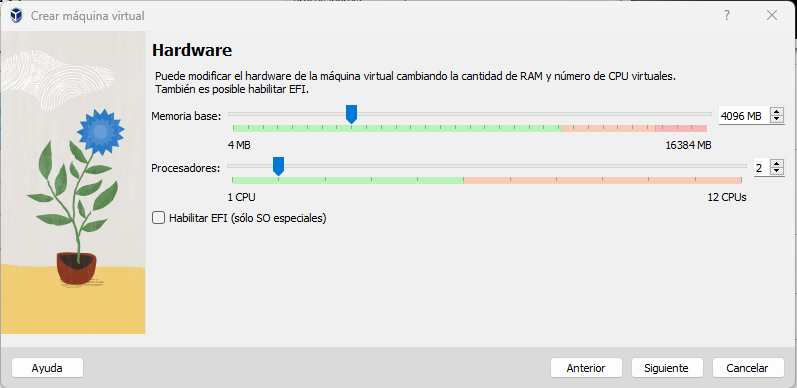 Crear máquina virtual
?
Hardware
Puede modificar el hardware de la máquina virtual cambiando la cantidad de RAM y número de CPU virtuales.
También es posible habilitar EFI.
Memoria base:
4096 MB
4 MB
16384 MB
Procesadores:
2
1 CPU
12 CPUs
Habilitar EFI (sólo SO especiales)
Ayuda
Anterior
Siguiente
Cancelar